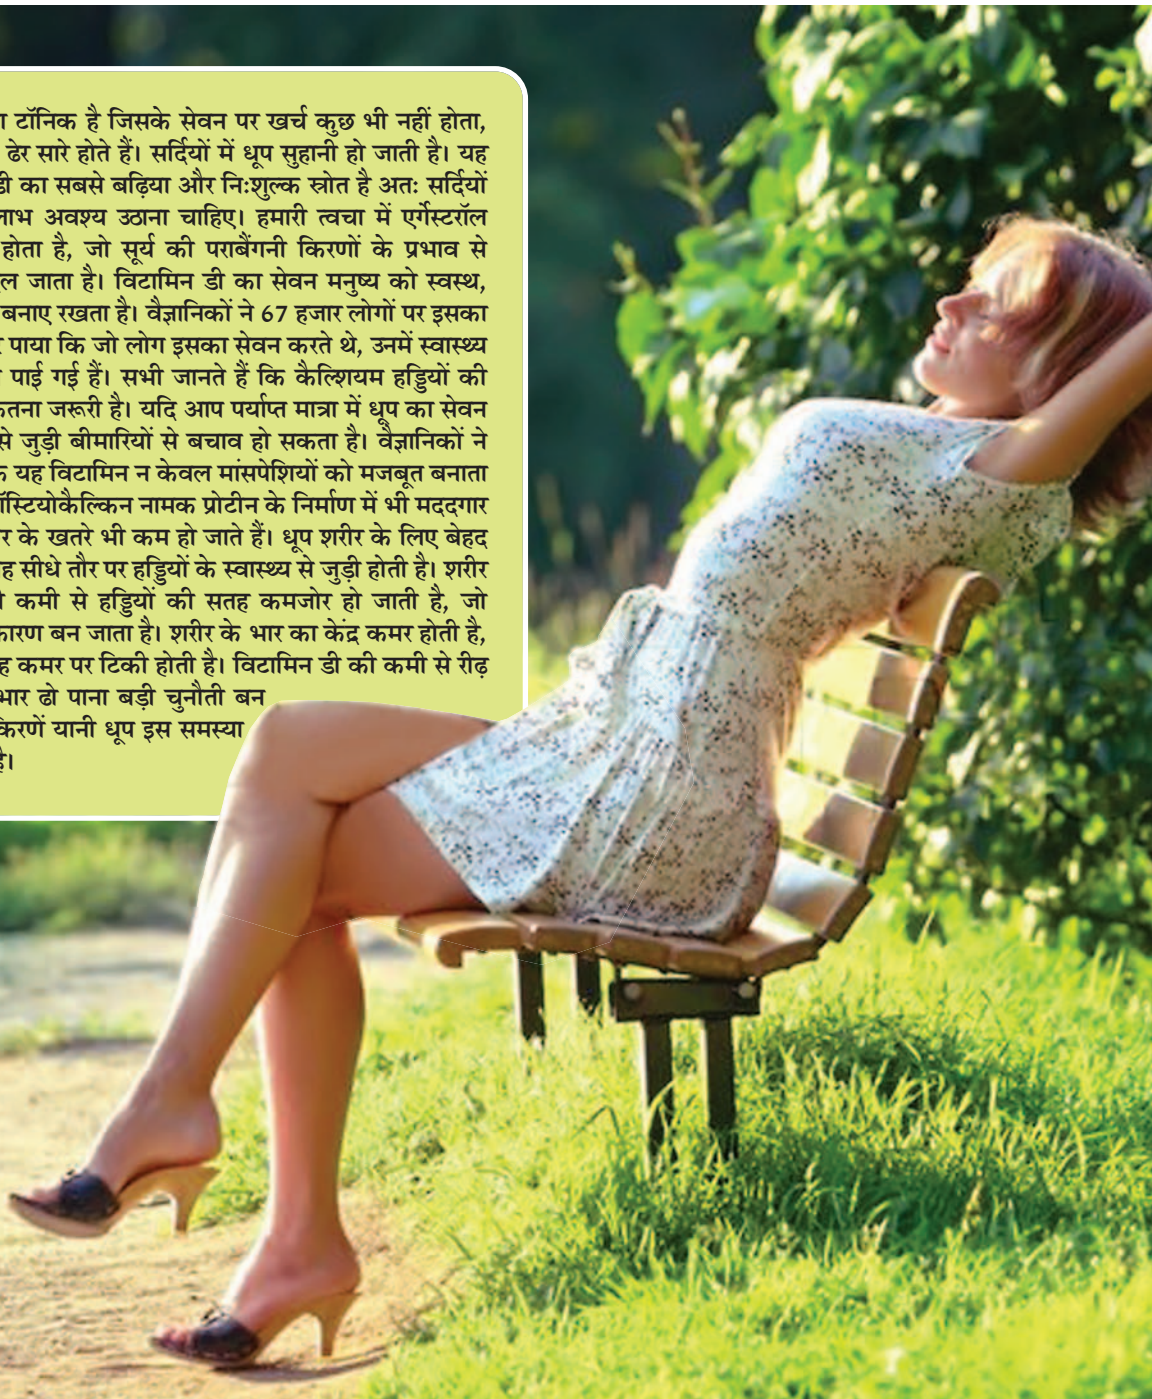 टॉनिक है जिसके सेवन पर खर्च कुछ भी नहीं होता,
ढेर सारे होते हैं। सर्दियों में धूप सुहानी हो जाती है। यह
का सबसे बढ़िया और निःशुल्क स्त्रोत है अतः सर्दियों
अवश्य उठाना चाहिए। हमारी त्वचा में एर्गेस्टरॉल
होता है, जो सूर्य की पराबैंगनी किरणों के प्रभाव से
जाता है। विटामिन डी का सेवन मनुष्य को स्वस्थ,
बनाए रखता है। वैज्ञानिकों ने 67 हजार लोगों पर इसका
पाया कि जो लोग इसका सेवन करते थे, उनमें स्वास्थ्य
पाई गई हैं। सभी जानते हैं कि कैल्शियम हड्डियों की
जरूरी है। यदि आप पर्याप्त मात्रा में धूप का सेवन
से जुड़ी बीमारियों से बचाव हो सकता है। वैज्ञानिकों ने
यह विटामिन न केवल मांसपेशियों को मजबूत बनाता
नामक प्रोटीन के निर्माण में भी मददगार
के खतरे भी कम हो जाते हैं। धूप शरीर के लिए बेहद
सीधे तौर पर हड्डियों के स्वास्थ्य से जुड़ी होती है। शरीर
कमी से हड्डियों की सतह कमजोर हो जाती है, जो
कारण बन जाता है। शरीर के भार का केंद्र कमर होती है,
कमर पर टिकी होती है। विटामिन डी की कमी से रीढ़
भार ढो पाना बड़ी चुनौती बन
किरणें यानी धूप इस समस्या
है।